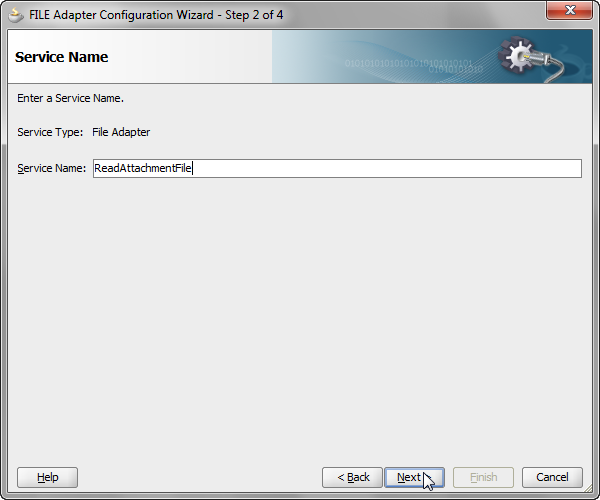 FILE Adapter Configuration Wizard - Step 2 of 4
Service Name
Enter a Service Name.
Service Type: File Adapter
Service Name: ReadAttachmentFile
Help
< Back
Next >
Finish
Cancel